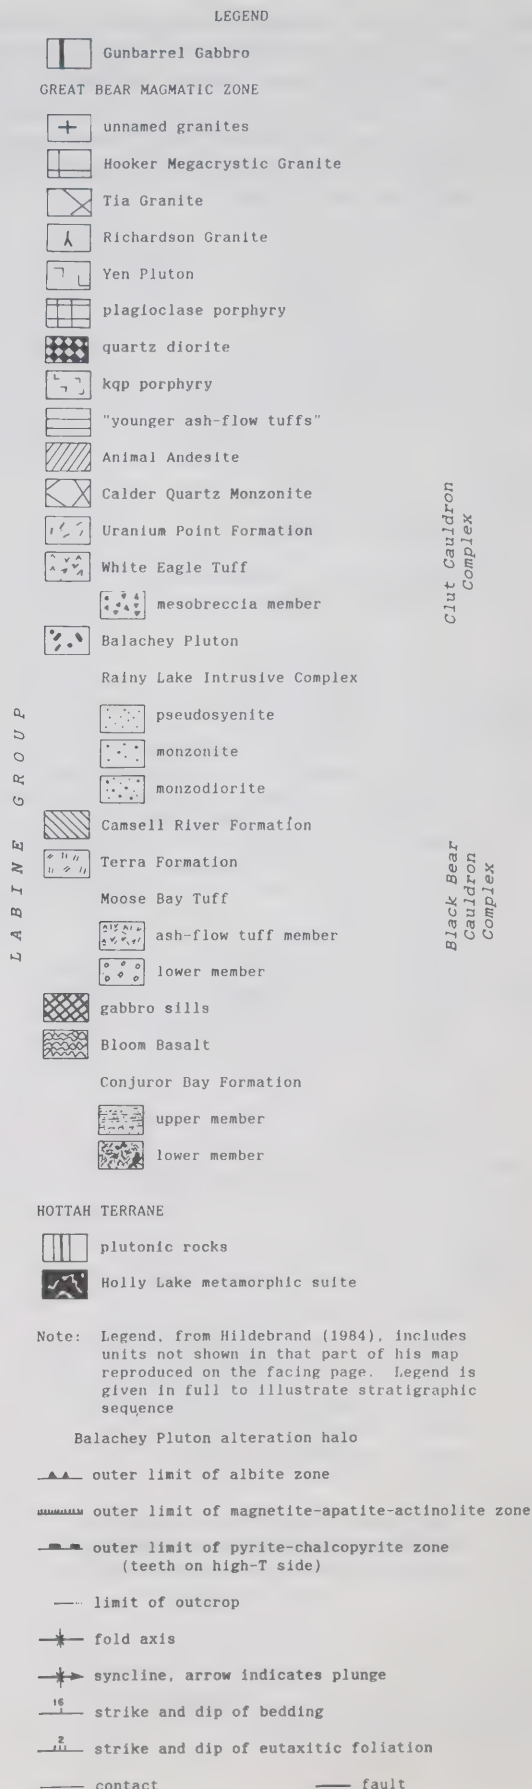 LEGEND
Gunbarrel Gabbro
GREAT BEAR MAGMATIC ZONE
unnamed granites
Hooker Megacrystic Granite
Tia Granite
Richardson Granite
Yen Pluton
plagioclase porphyry
quartz diorite
kqp porphyry
"younger ash-flow tuffs"
Animal Andesite
Calder Quartz Monzonite
Uranium Point Formation
White Eagle Tuff
mesobreccia member
Clut Cauldron
Complex
Balachey Pluton
Rainy Lake Intrusive Complex
pseudosyenite
monzonite
monzodiorite
Camsell River Formation
Terra Formation
Moose Bay Tuff
ash-flow tuff member
lower member
Black Bear
Cauldron
Complex
LABINE GROUP
gabbro sills
Bloom Basalt
Conjuror Bay Formation
upper member
lower member
HOTTAH TERRANE
plutonic rocks
Holly Lake metamorphic suite
Note: Legend, from Hildebrand (1984), includes
units not shown in that part of his map
reproduced on the facing page. Legend is
given in full to illustrate stratigraphic
sequence
Balachey Pluton alteration halo
outer limit of albite zone
outer limit of magnetite-apatite-actinolite zone
outer limit of pyrite-chalcopyrite zone
(teeth on high-T side)
limit of outcrop
fold axis
syncline, arrow indicates plunge
16 strike and dip of bedding
2 strike and dip of eutaxitic foliation
contact fault